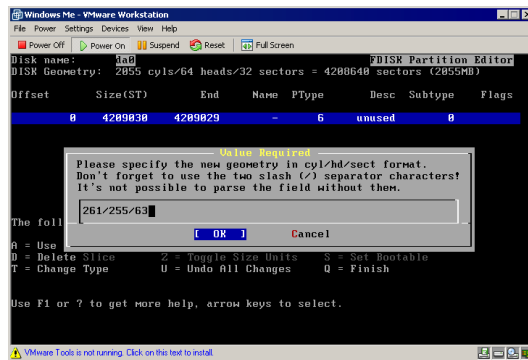 Windows Me - VMware Workstation
File Power Settings Devices View Help
Power Off Power On Suspend Reset Full Screen
Disk name: da0 FDISK Partition Editor
DISK Geometry: 2055 cyls/64 heads/32 sectors = 4208640 sectors (2055MB)
Offset Size(ST) End Name PType Desc Subtype Flags
0 4209030 4209029 - 6 unused 0
Value Required
Please specify the new geometry in cyl/hd/sect format.
Don't forget to use the two slash (/) separator characters!
It's not possible to parse the field without them.
261/255/63
[ OK ] Cancel
The foll
A = Use
D = Delete Slice Z = Toggle Size Units S = Set Bootable
T = Change Type U = Undo All Changes Q = Finish
Use F1 or ? to get more help, arrow keys to select.
VMware Tools is not running. Click on this text to install.